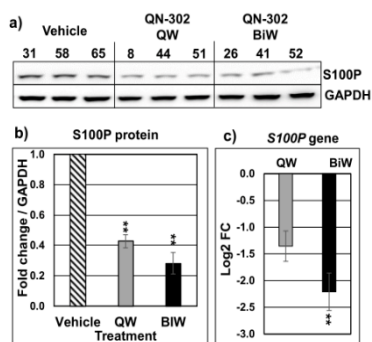 a)
Vehicle
QN-302
QW
QN-302
BiW
31 58 65 8 44 51 26 41 52
S100P
GAPDH
b)
S100P protein
Fold change / GAPDH
1.0
0.8
0.6
0.4
0.2
0.0
**
**
Vehicle QW BIW
Treatment
c)
S100P gene
QW BiW
Log2 FC
0.0
-0.5
-1.0
-1.5
-2.0
-2.5
-3.0
**